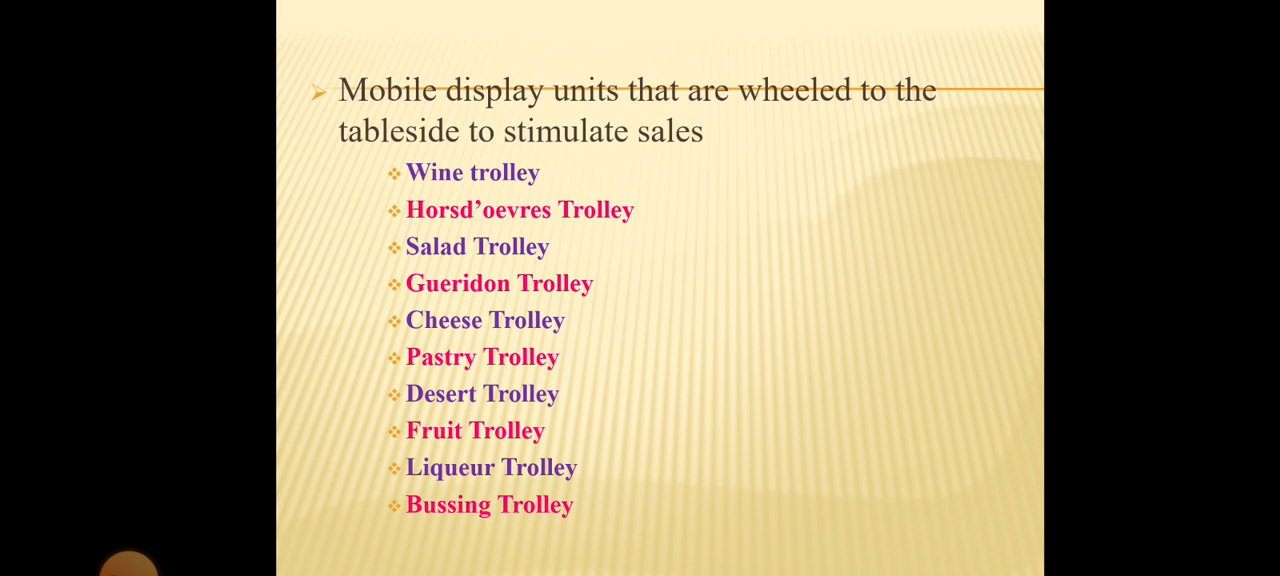 Mobile display units that are wheeled to the
tableside to stimulate sales
Wine trolley
Horsd’oevres Trolley
Salad Trolley
Gueridon Trolley
Cheese Trolley
Pastry Trolley
Desert Trolley
Fruit Trolley
Liqueur Trolley
Bussing Trolley